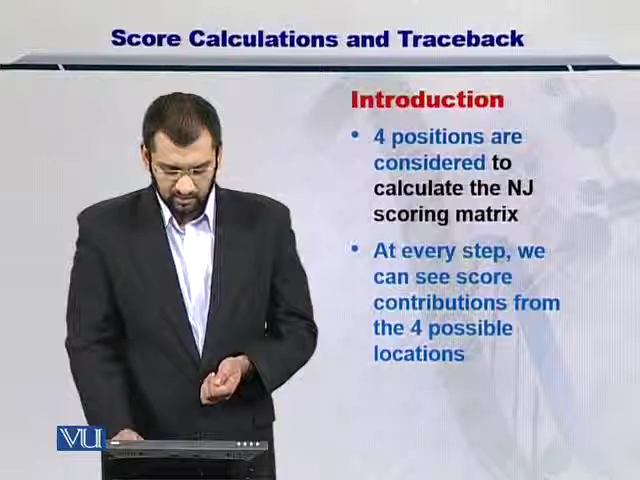 Score Calculations and Traceback
Introduction
• 4 positions are
considered to
calculate the NJ
scoring matrix
• At every step, we
can see score
contributions from
the 4 possible
locations
VU